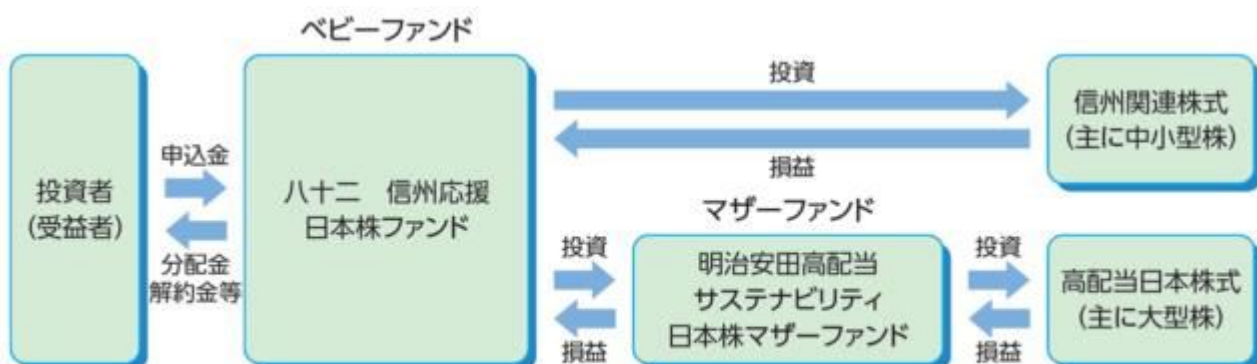 ベビーファンド
投資者
(受益者)
申込金
分配金
解約金等
八十二 信州応援
日本株ファンド
投資
損益
信州関連株式
(主に中小型株)
マザーファンド
投資
損益
明治安田高配当
サステナビリティ
日本株マザーファンド
投資
損益
高配当日本株式
(主に大型株)